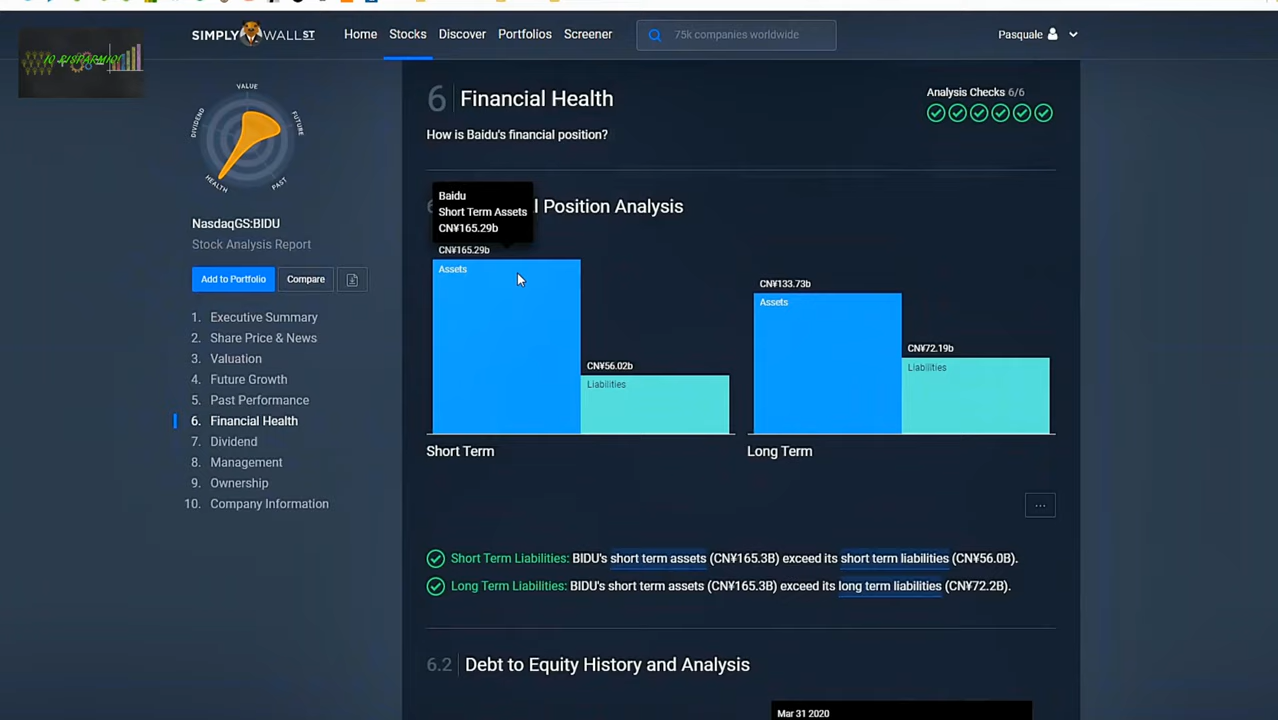 SIMPLY WALL ST
Home
Stocks
Discover
Portfolios
Screener
75k companies worldwide
Pasquale
IO RISPARMIO!
VALUE
FUTURE
PAST
HEALTH
DIVIDEND
NasdaqGS:BIDU
Stock Analysis Report
Add to Portfolio
Compare
1. Executive Summary
2. Share Price & News
3. Valuation
4. Future Growth
5. Past Performance
6. Financial Health
7. Dividend
8. Management
9. Ownership
10. Company Information
6 Financial Health
Analysis Checks 6/6
How is Baidu's financial position?
Position Analysis
Baidu
Short Term Assets
CN¥165.29b
CN¥165.29b
Assets
CN¥56.02b
Liabilities
Short Term
CN¥133.73b
Assets
CN¥72.19b
Liabilities
Long Term
...
Short Term Liabilities: BIDU's short term assets (CN¥165.3B) exceed its short term liabilities (CN¥56.0B).
Long Term Liabilities: BIDU's short term assets (CN¥165.3B) exceed its long term liabilities (CN¥72.2B).
6.2 Debt to Equity History and Analysis
Mar 31 2020